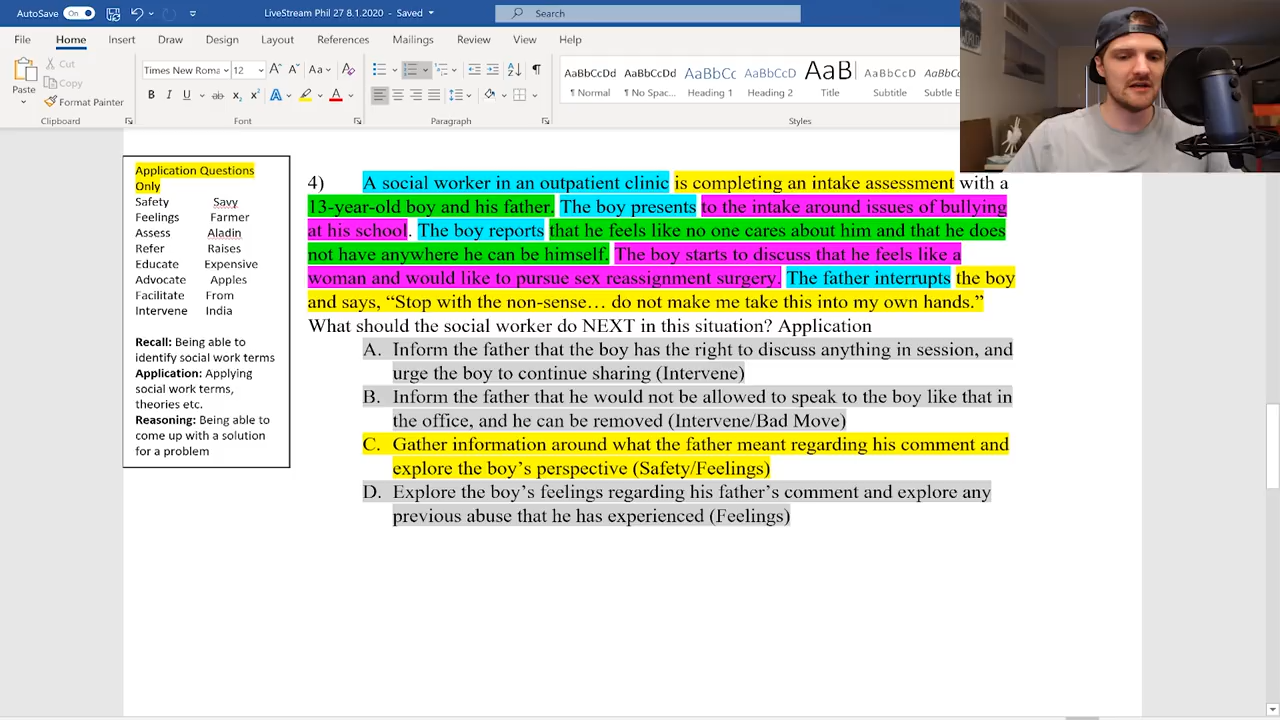 AutoSave On LiveStream Phil 27 8.1.2020 - Saved Search
File Home Insert Draw Design Layout References Mailings Review View Help
Paste
Cut
Copy
Format Painter
Clipboard
Times New Roma 12 Aa
B I U ab x₂ x² A A
Font
Paragraph
AaBbCcDd AaBbCcDd AaBbCc AaBbCcD AaB AaBbCcD AaBbCcD
¶ Normal ¶ No Spac... Heading 1 Heading 2 Title Subtitle Subtle E
Styles
Application Questions
Only
Safety Savy
Feelings Farmer
Assess Aladin
Refer Raises
Educate Expensive
Advocate Apples
Facilitate From
Intervene India
Recall: Being able to
identify social work terms
Application: Applying
social work terms,
theories etc.
Reasoning: Being able to
come up with a solution
for a problem
4) A social worker in an outpatient clinic is completing an intake assessment with a
13-year-old boy and his father. The boy presents to the intake around issues of bullying
at his school. The boy reports that he feels like no one cares about him and that he does
not have anywhere he can be himself. The boy starts to discuss that he feels like a
woman and would like to pursue sex reassignment surgery. The father interrupts the boy
and says, “Stop with the non-sense… do not make me take this into my own hands.”
What should the social worker do NEXT in this situation? Application
A. Inform the father that the boy has the right to discuss anything in session, and
urge the boy to continue sharing (Intervene)
B. Inform the father that he would not be allowed to speak to the boy like that in
the office, and he can be removed (Intervene/Bad Move)
C. Gather information around what the father meant regarding his comment and
explore the boy’s perspective (Safety/Feelings)
D. Explore the boy’s feelings regarding his father’s comment and explore any
previous abuse that he has experienced (Feelings)